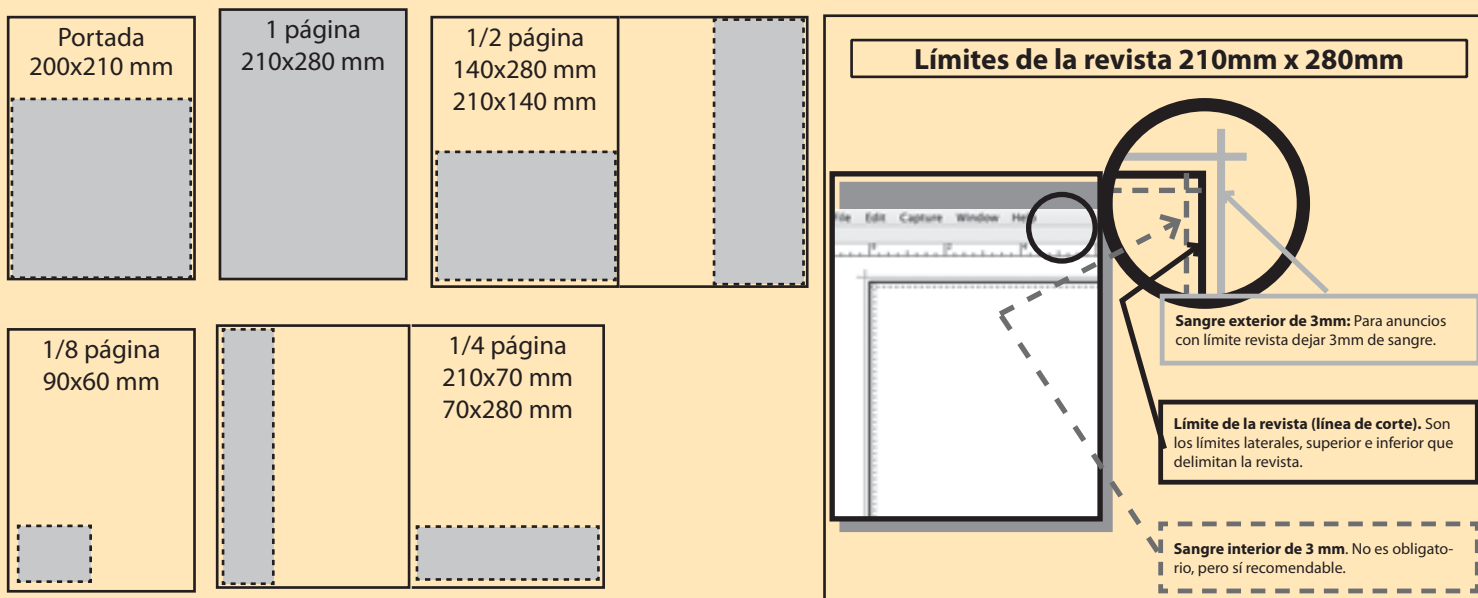 Portada
200x210 mm
1 página
210x280 mm
1/2 página
140x280 mm
210x140 mm
1/8 página
90x60 mm
1/4 página
210x70 mm
70x280 mm
Límites de la revista 210mm x 280mm
File Edit Capture Window Help
Sangre exterior de 3mm: Para anuncios
con límite revista dejar 3mm de sangre.
Límite de la revista (línea de corte). Son
los límites laterales, superior e inferior que
delimitan la revista.
Sangre interior de 3 mm. No es obligato-
rio, pero sí recomendable.